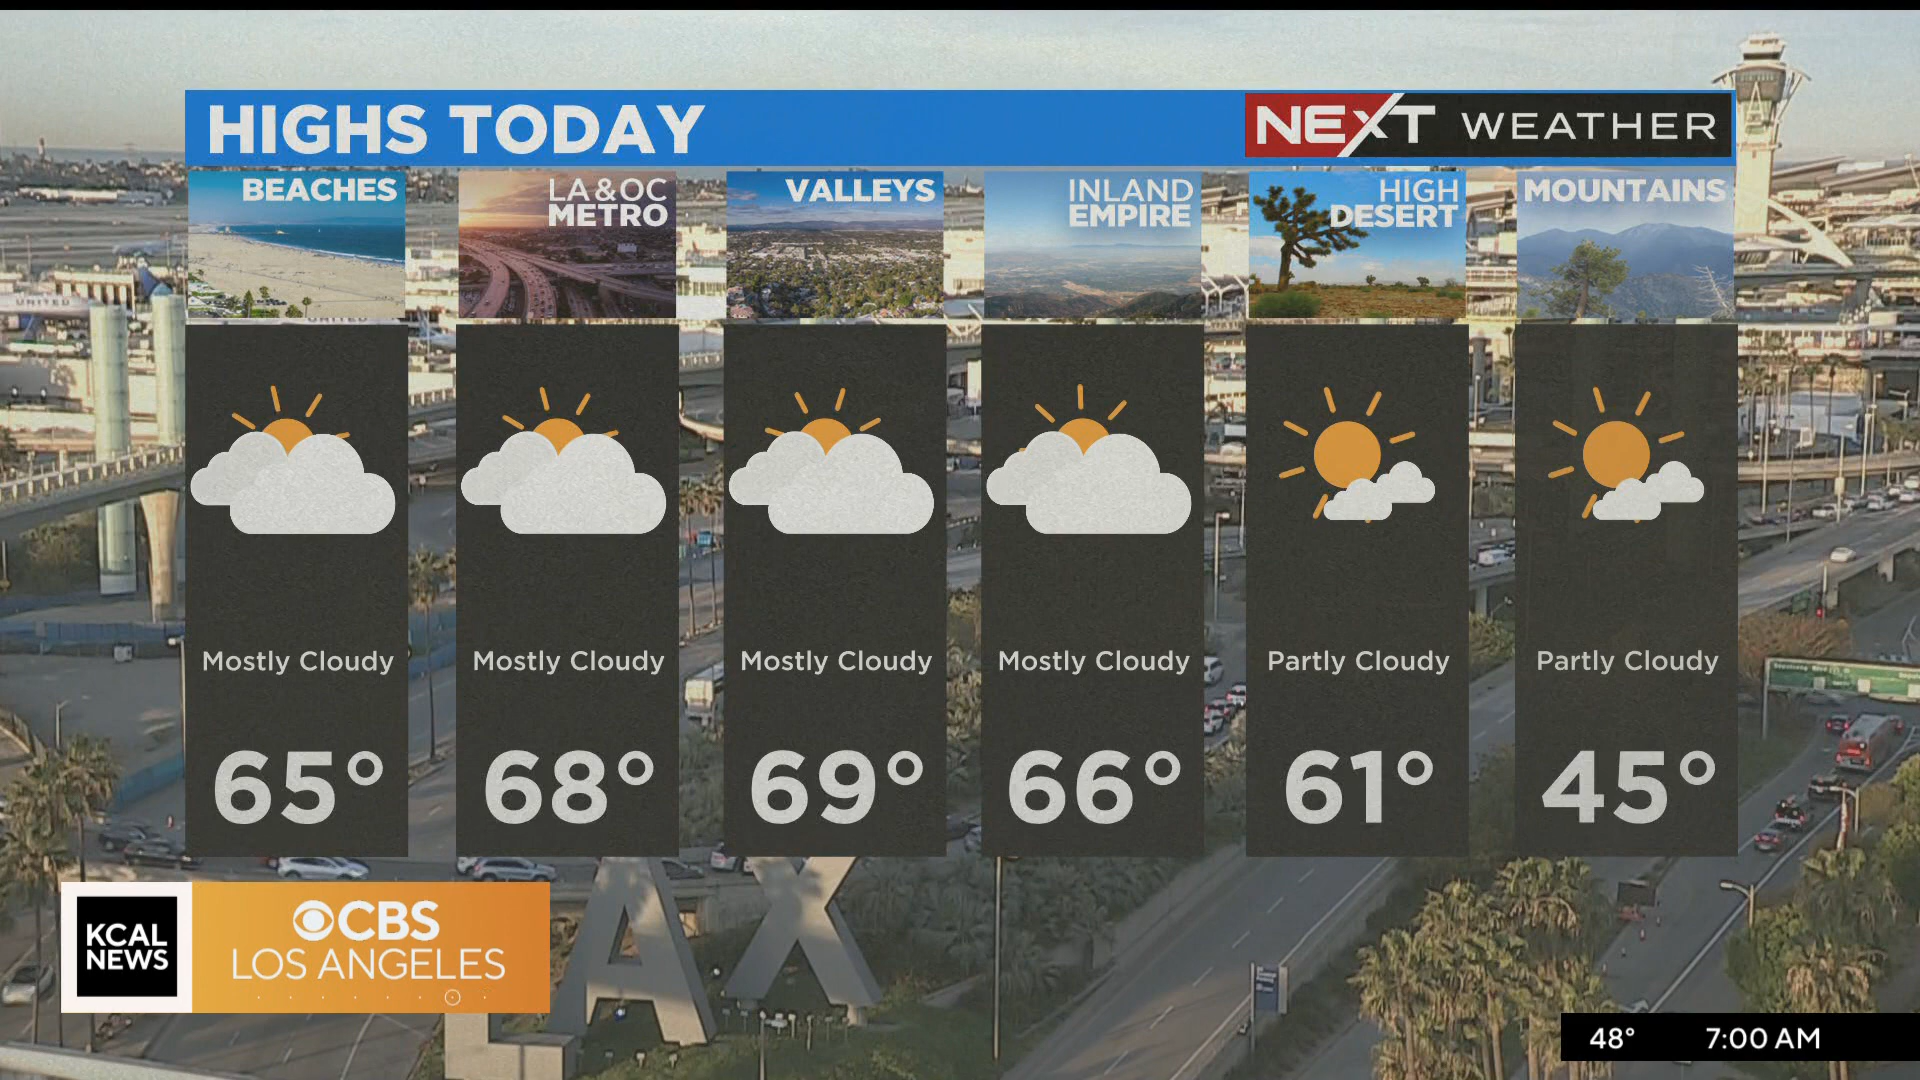 HIGHS TODAY
NEXT WEATHER
BEACHES
LA & OC
METRO
VALLEYS
INLAND
EMPIRE
HIGH
DESERT
MOUNTAINS
UNITED
Mostly Cloudy
Mostly Cloudy
Mostly Cloudy
Mostly Cloudy
Partly Cloudy
Partly Cloudy
65°
68°
69°
66°
61°
45°
KCAL
NEWS
CBS
LOS ANGELES
LAX
48° 7:00 AM